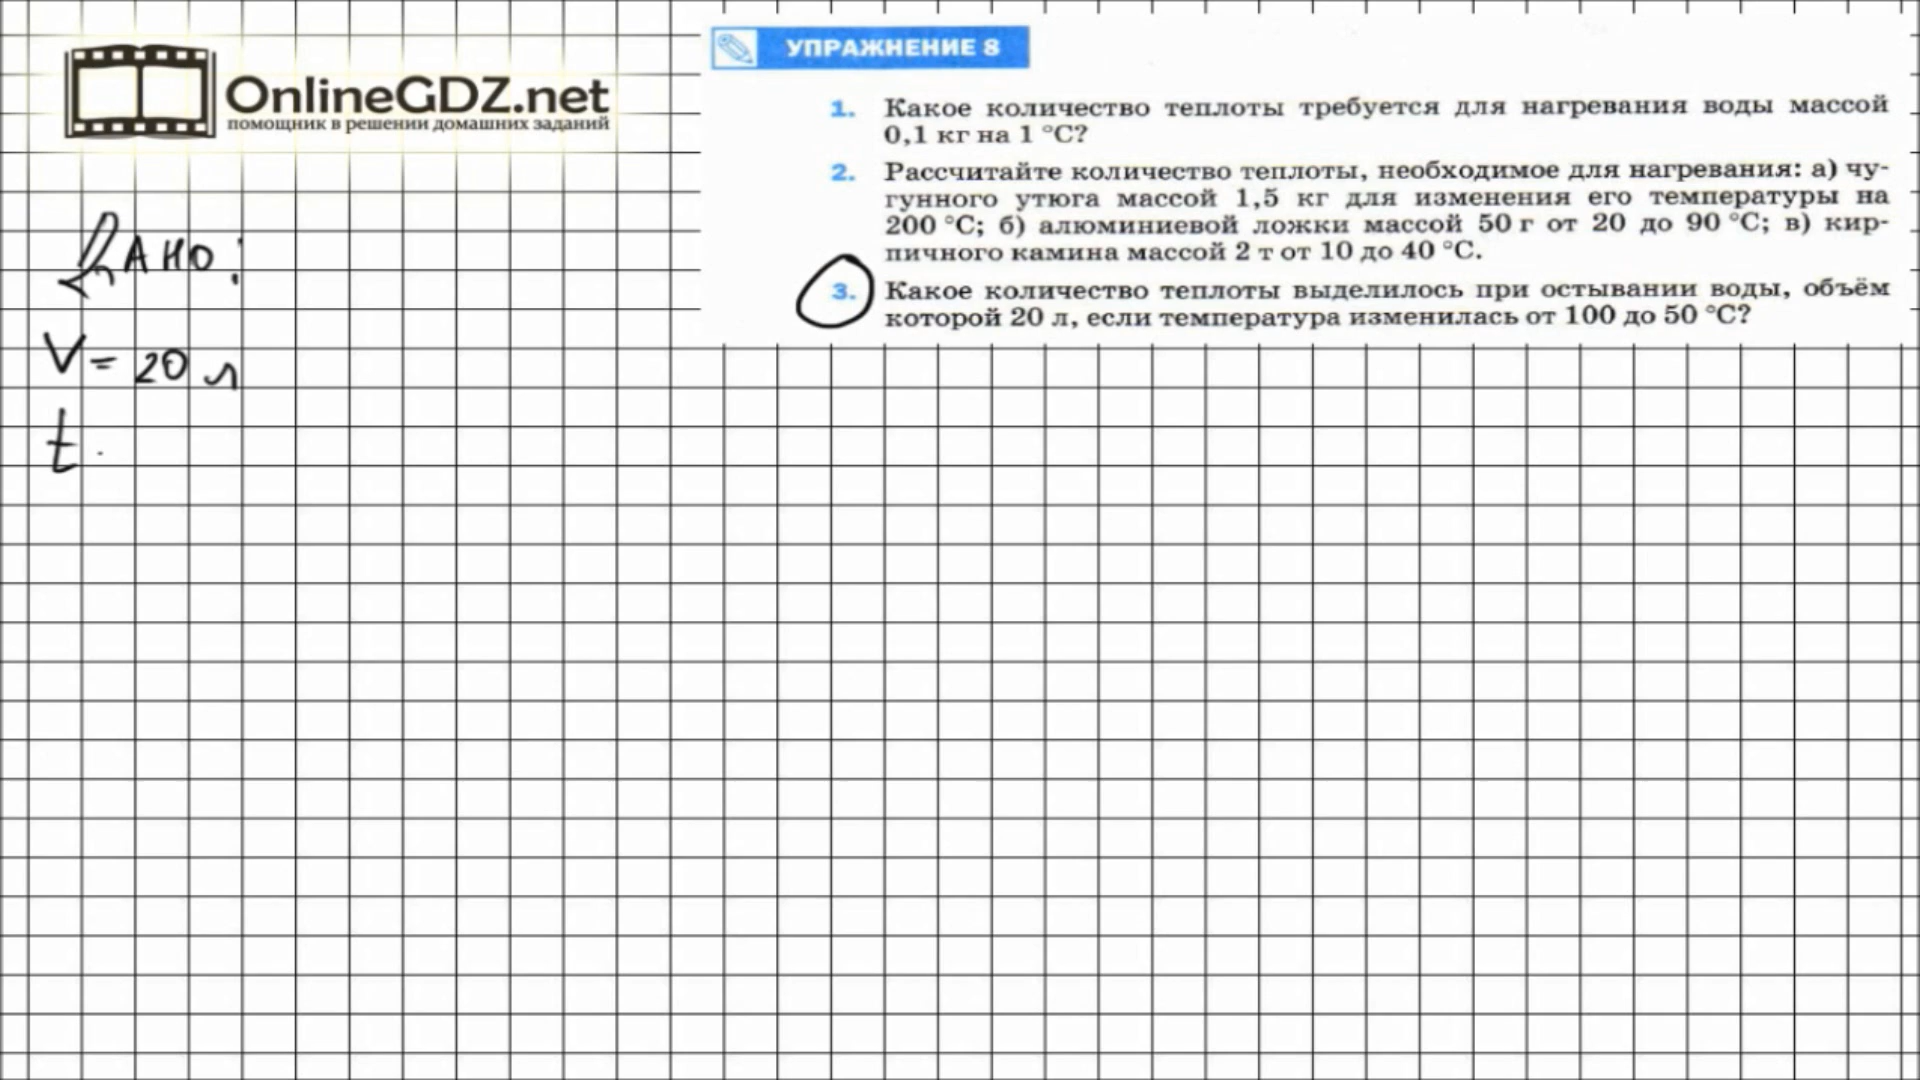 OnlineGDZ.net
помощник в решении домашних заданий
УПРАЖНЕНИЕ 8
1. Какое количество теплоты требуется для нагревания воды массой
0,1 кг на 1 °С?
2. Рассчитайте количество теплоты, необходимое для нагревания: а) чу-
гунного утюга массой 1,5 кг для изменения его температуры на
200 °С; б) алюминиевой ложки массой 50 г от 20 до 90 °С; в) кир-
пичного камина массой 2 т от 10 до 40 °С.
3. Какое количество теплоты выделилось при остывании воды, объём
которой 20 л, если температура изменилась от 100 до 50 °С?
ДАНО:
V = 20 л
t